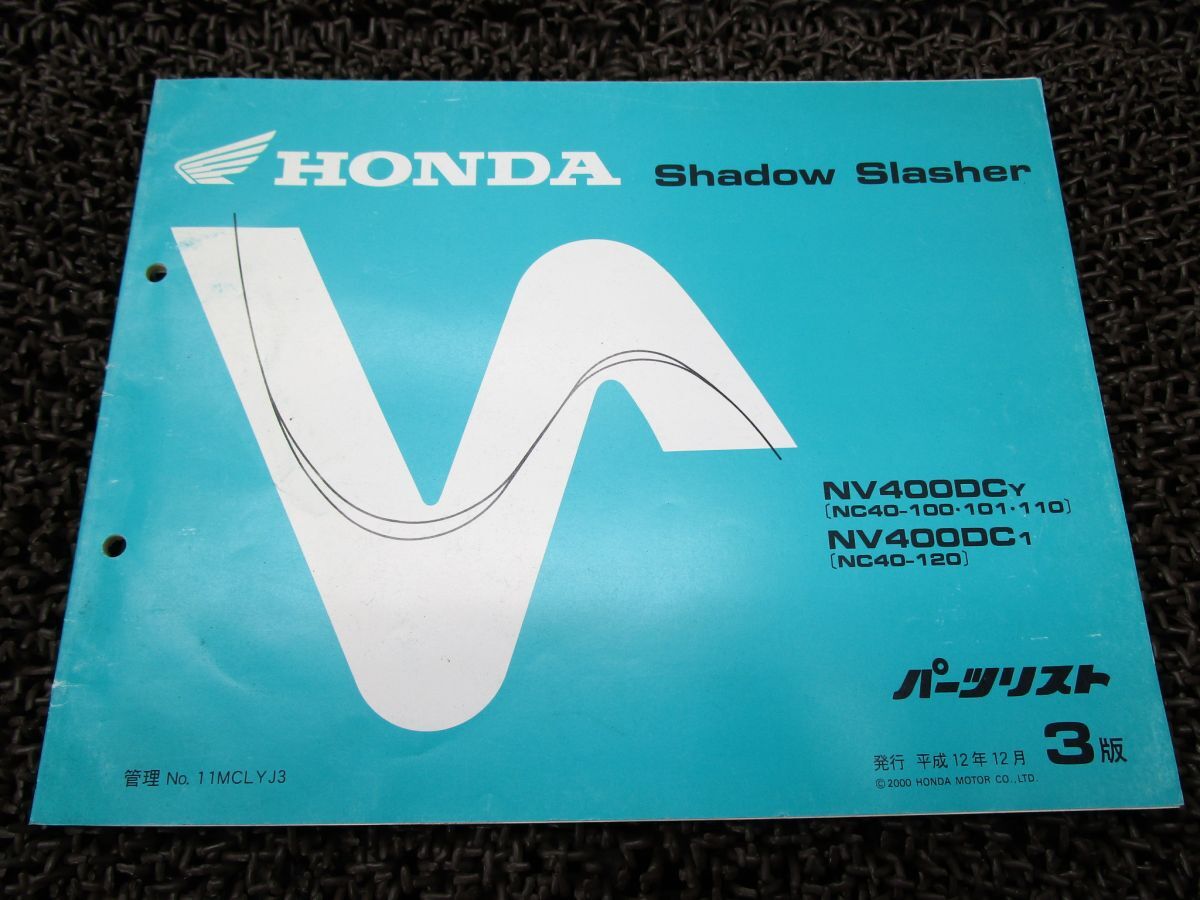 HONDA Shadow Slasher
NV400DCY
[NC40-100・101・110]
NV400DC1
[NC40-120]
パーツリスト
発行 平成12年12月 3版
©2000 HONDA MOTOR CO.,LTD.
管理 No. 11MCLYJ3